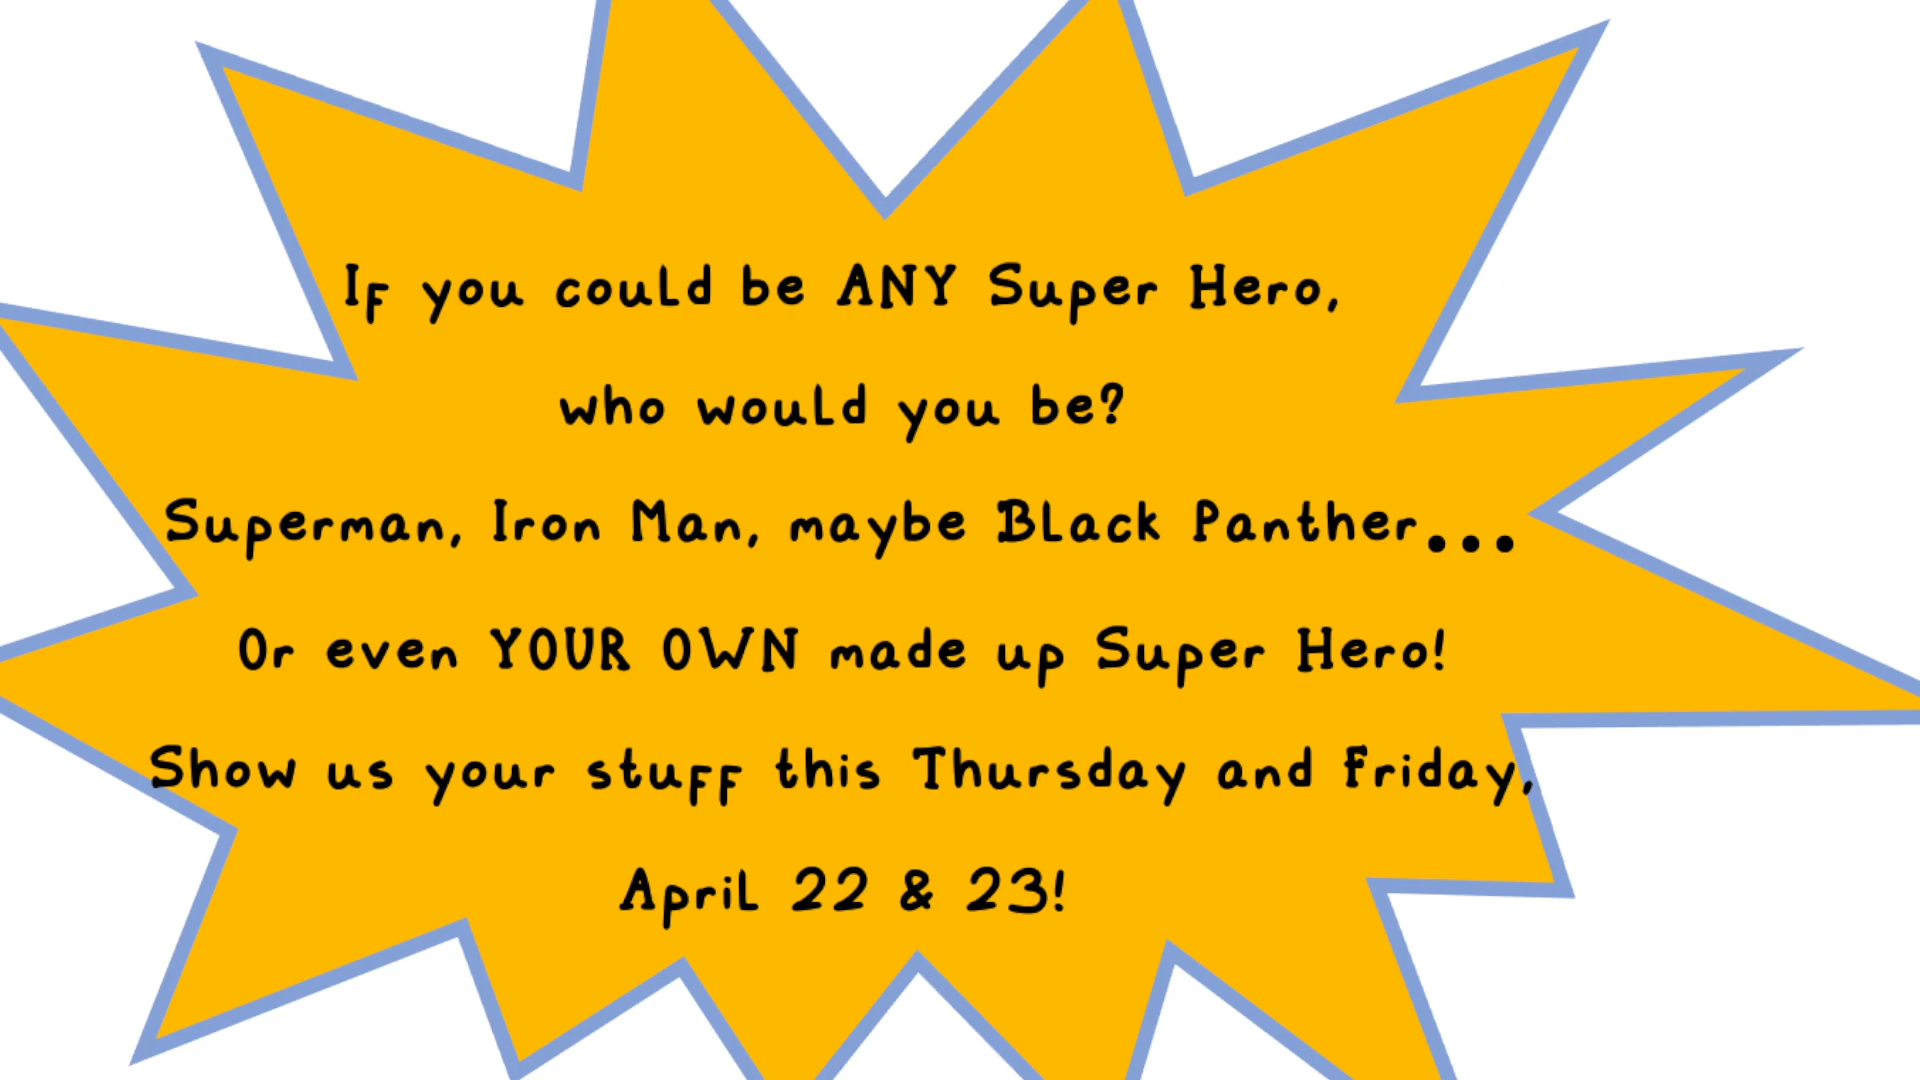 If you could be ANY Super Hero,
who would you be?
Superman, Iron Man, maybe Black Panther...
Or even YOUR OWN made up Super Hero!
Show us your stuff this Thursday and Friday,
April 22 & 23!